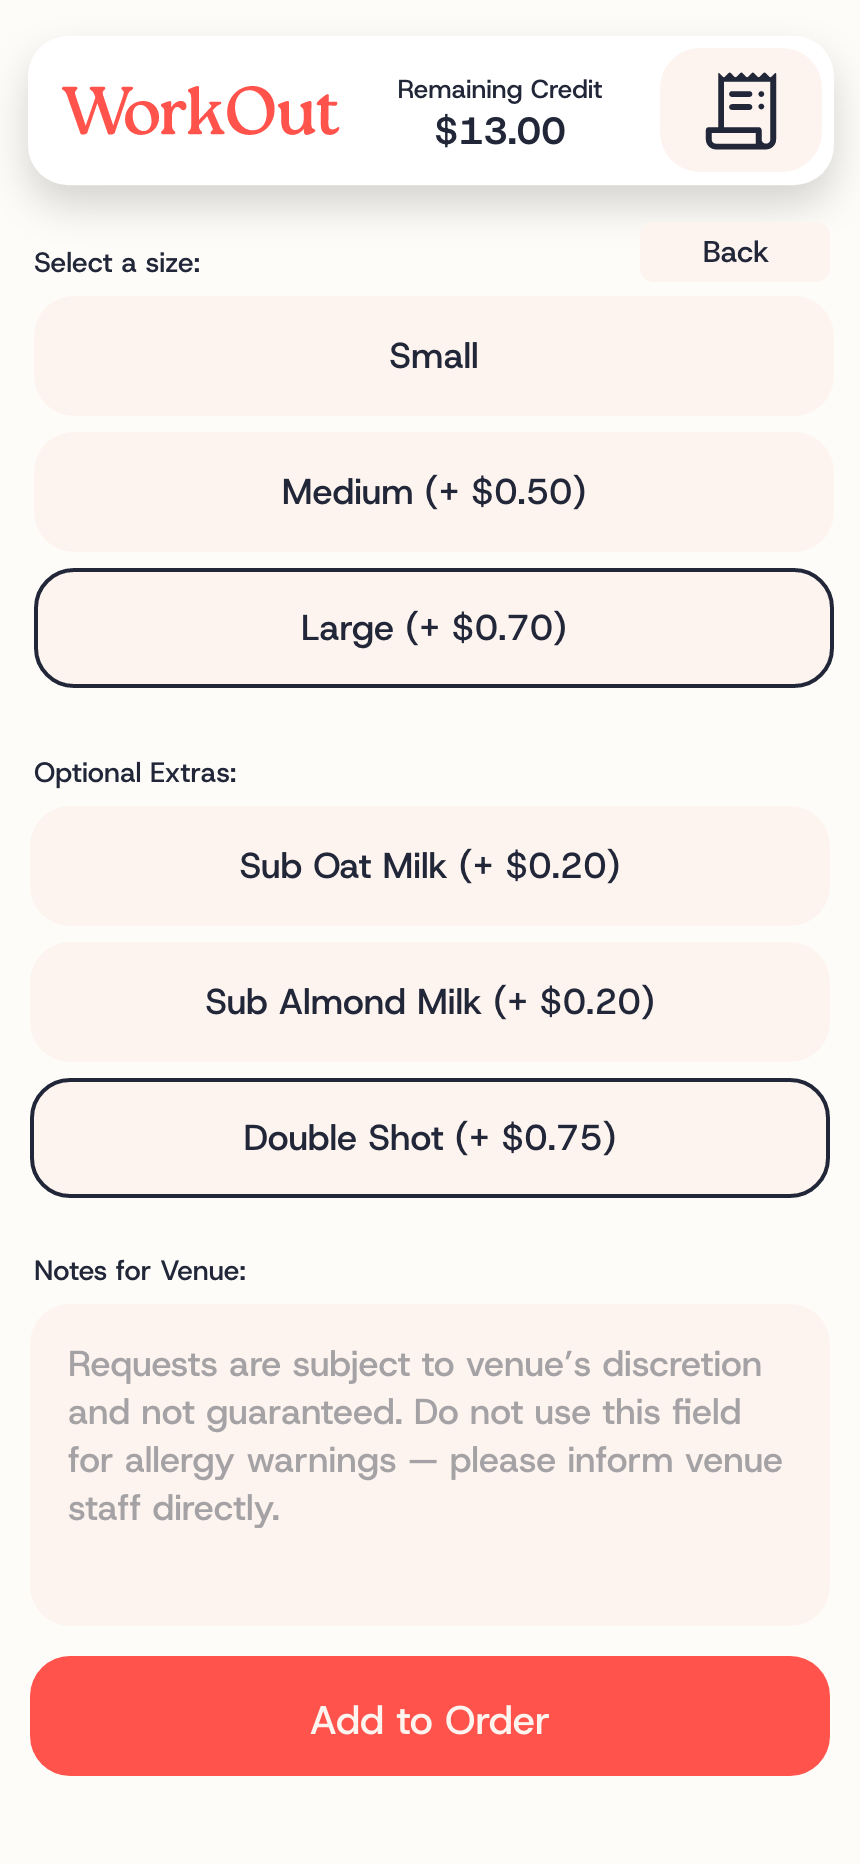 WorkOut
Remaining Credit
$13.00
Back
Select a size:
Small
Medium (+ $0.50)
Large (+ $0.70)
Optional Extras:
Sub Oat Milk (+ $0.20)
Sub Almond Milk (+ $0.20)
Double Shot (+ $0.75)
Notes for Venue:
Requests are subject to venue’s discretion
and not guaranteed. Do not use this field
for allergy warnings — please inform venue
staff directly.
Add to Order